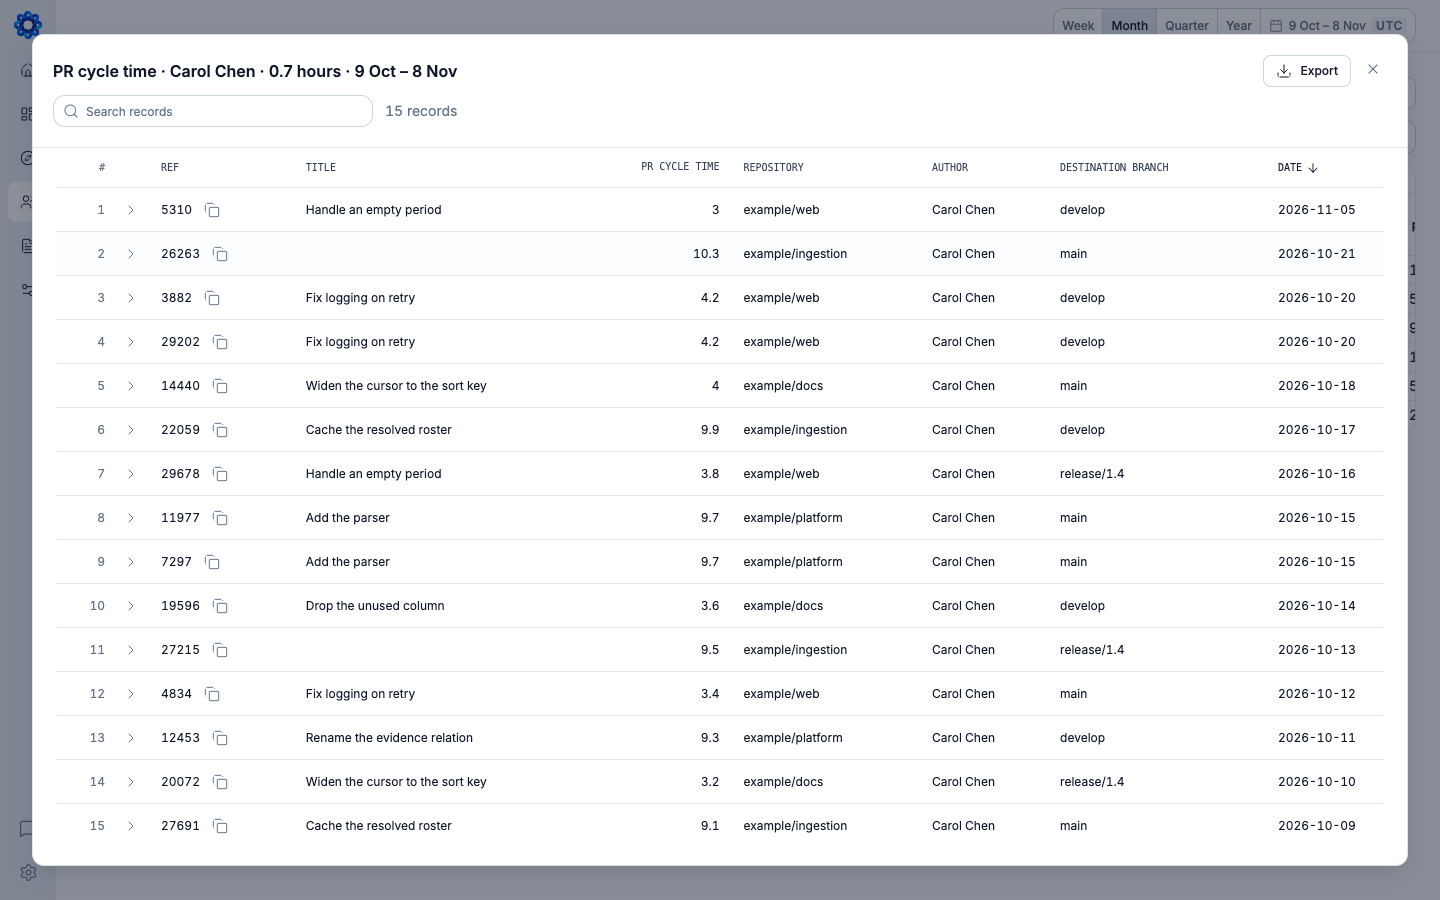 Week Month Quarter Year 9 Oct – 8 Nov UTC
PR cycle time · Carol Chen · 0.7 hours · 9 Oct – 8 Nov
Export
Search records
15 records
# REF TITLE PR CYCLE TIME REPOSITORY AUTHOR DESTINATION BRANCH DATE
1 5310 Handle an empty period 3 example/web Carol Chen develop 2026-11-05
2 26263 10.3 example/ingestion Carol Chen main 2026-10-21
3 3882 Fix logging on retry 4.2 example/web Carol Chen develop 2026-10-20
4 29202 Fix logging on retry 4.2 example/web Carol Chen develop 2026-10-20
5 14440 Widen the cursor to the sort key 4 example/docs Carol Chen main 2026-10-18
6 22059 Cache the resolved roster 9.9 example/ingestion Carol Chen develop 2026-10-17
7 29678 Handle an empty period 3.8 example/web Carol Chen release/1.4 2026-10-16
8 11977 Add the parser 9.7 example/platform Carol Chen main 2026-10-15
9 7297 Add the parser 9.7 example/platform Carol Chen main 2026-10-15
10 19596 Drop the unused column 3.6 example/docs Carol Chen develop 2026-10-14
11 27215 9.5 example/ingestion Carol Chen release/1.4 2026-10-13
12 4834 Fix logging on retry 3.4 example/web Carol Chen main 2026-10-12
13 12453 Rename the evidence relation 9.3 example/platform Carol Chen develop 2026-10-11
14 20072 Widen the cursor to the sort key 3.2 example/docs Carol Chen release/1.4 2026-10-10
15 27691 Cache the resolved roster 9.1 example/ingestion Carol Chen main 2026-10-09